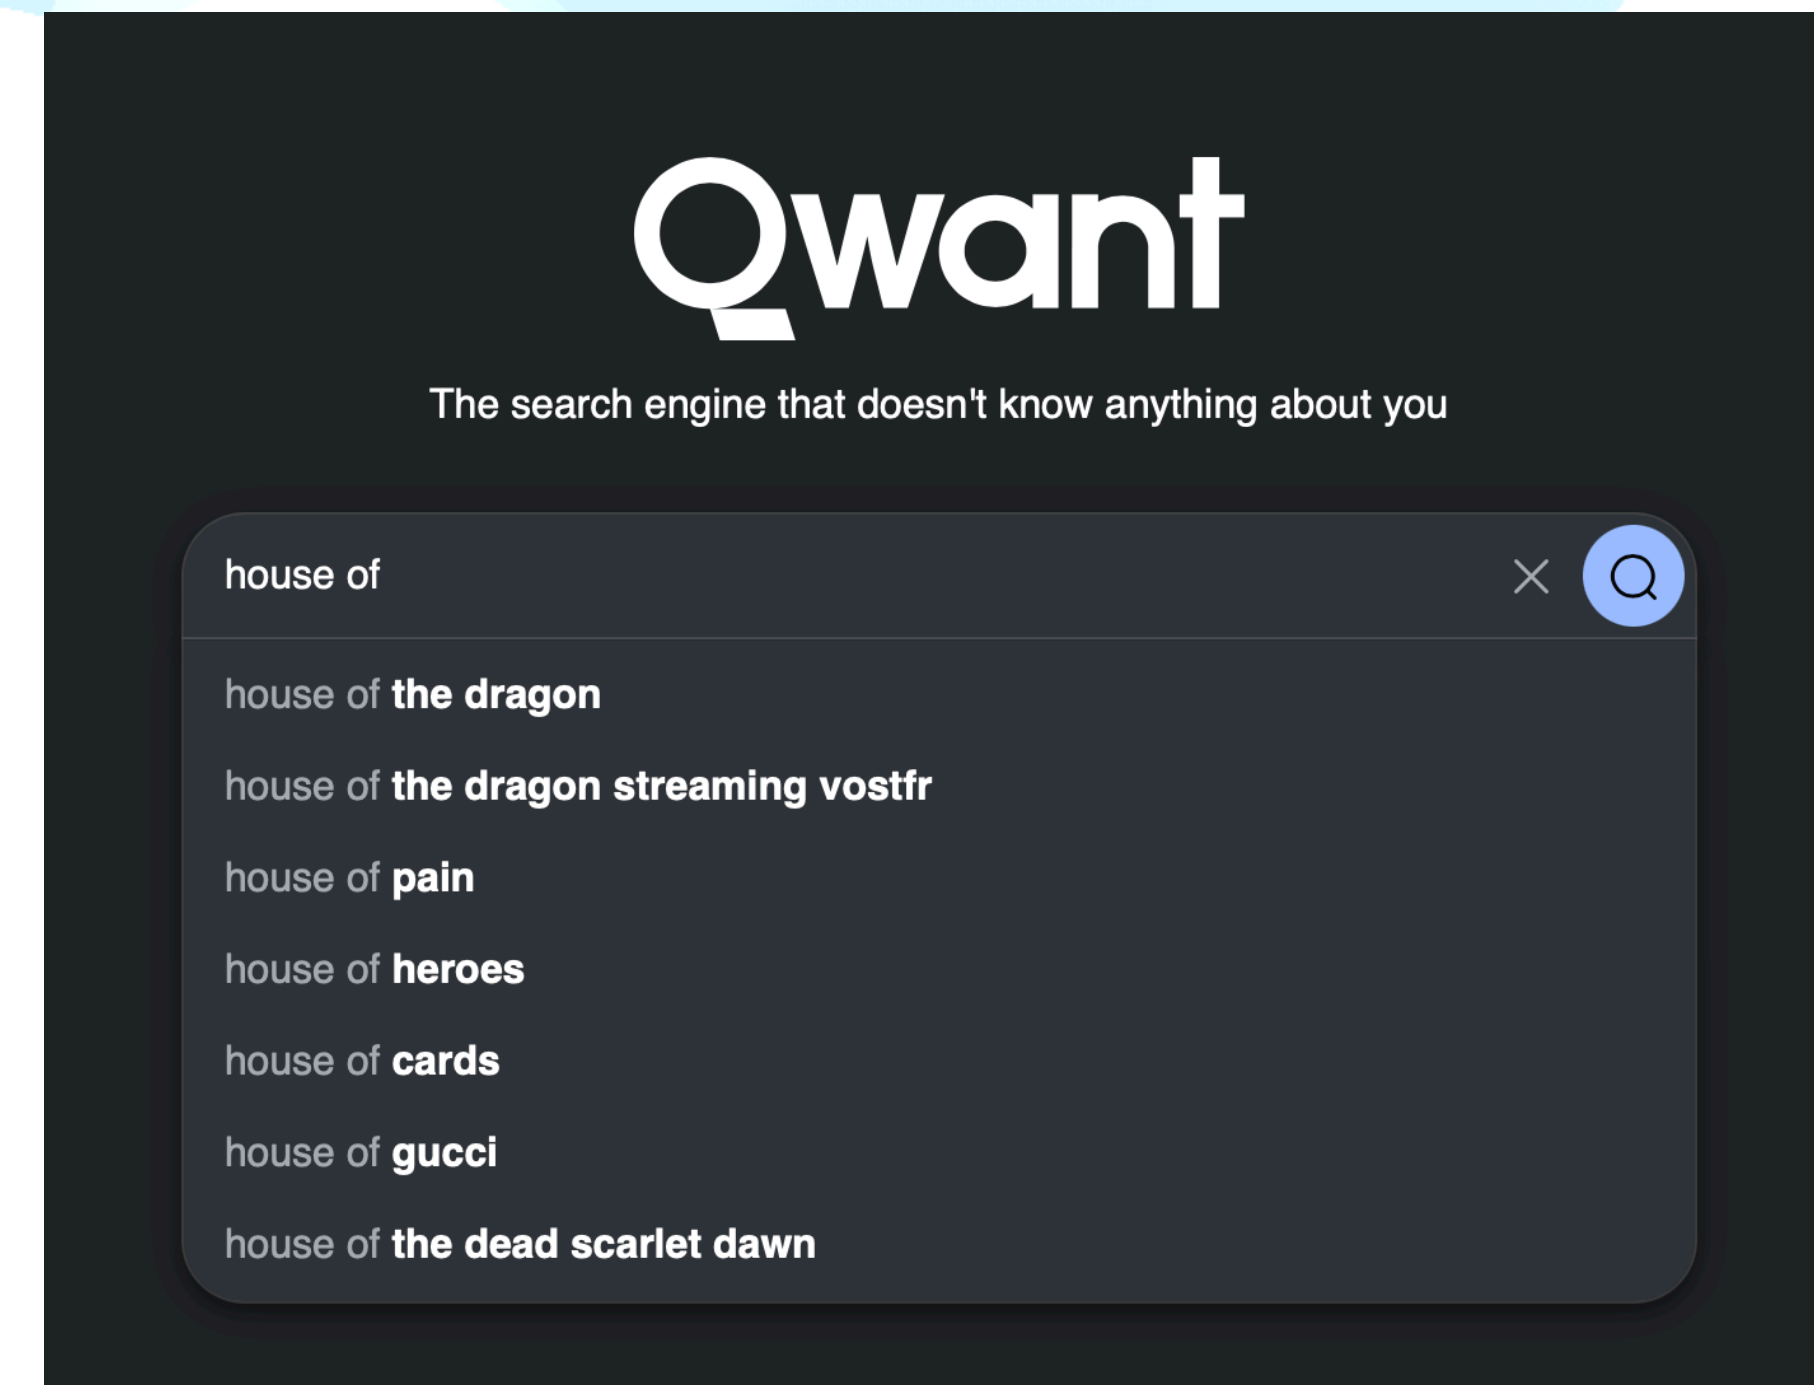 Qwant
The search engine that doesn't know anything about you
house of
house of the dragon
house of the dragon streaming vostfr
house of pain
house of heroes
house of cards
house of gucci
house of the dead scarlet dawn